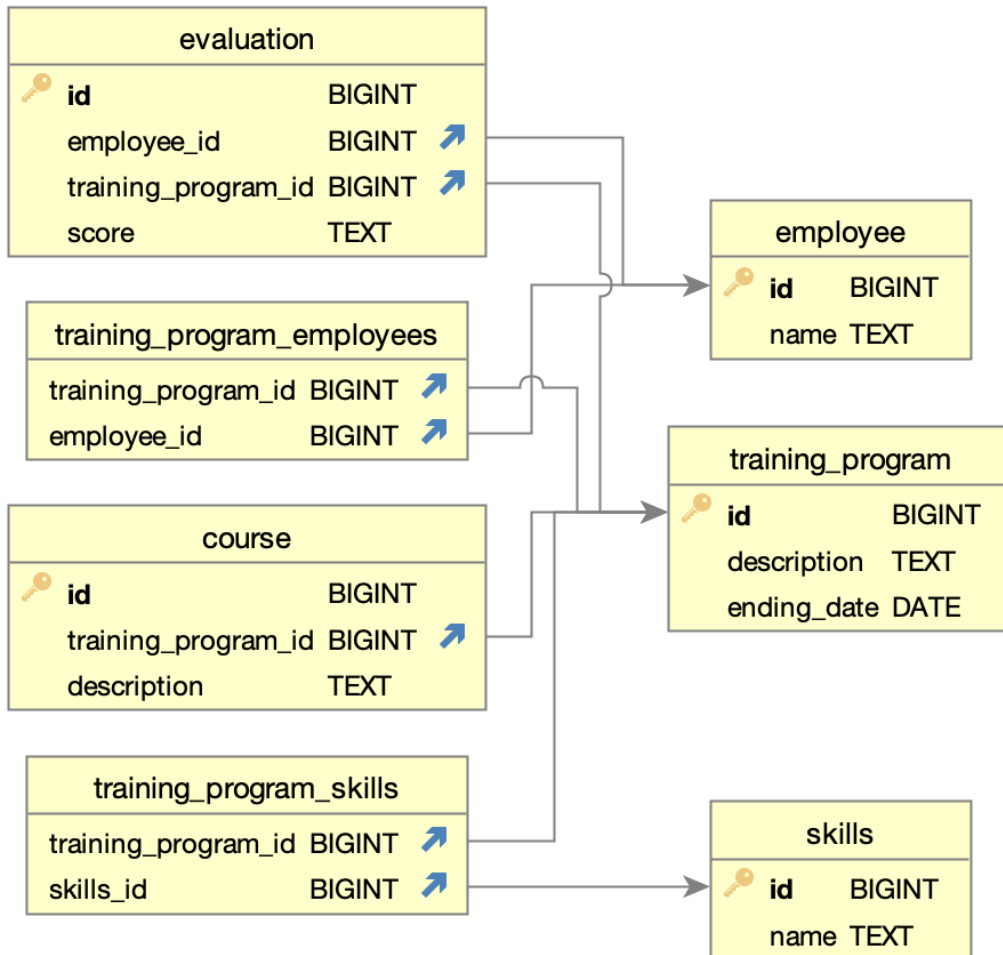 evaluation
id BIGINT
employee_id BIGINT
training_program_id BIGINT
score TEXT
training_program_employees
training_program_id BIGINT
employee_id BIGINT
course
id BIGINT
training_program_id BIGINT
description TEXT
training_program_skills
training_program_id BIGINT
skills_id BIGINT
employee
id BIGINT
name TEXT
training_program
id BIGINT
description TEXT
ending_date DATE
skills
id BIGINT
name TEXT